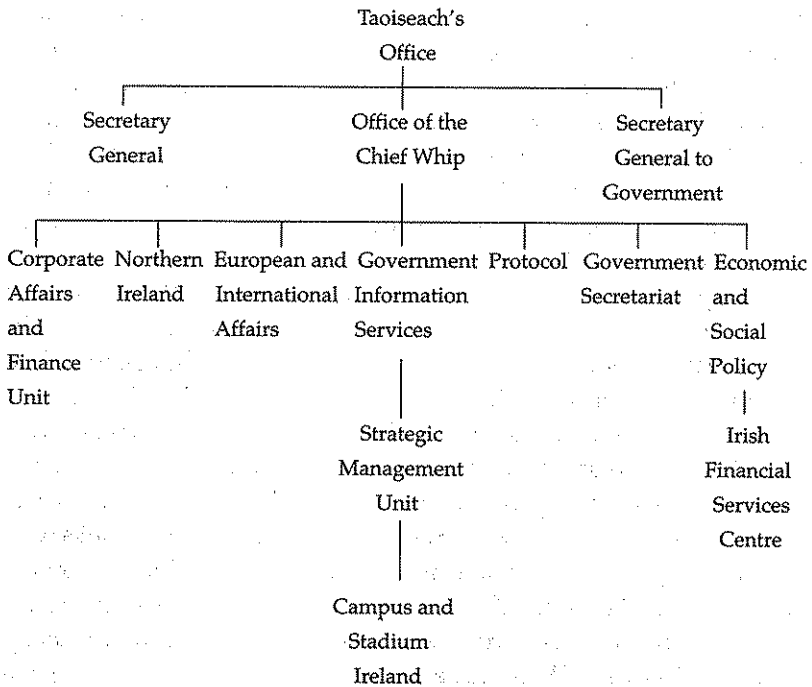 Taoiseach's
Office
Secretary
General
Office of the
Chief Whip
Secretary
General to
Government
Corporate
Affairs
and
Finance
Unit
Northern
Ireland
European and
International
Affairs
Government
Information
Services
Protocol
Government
Secretariat
Economic
and
Social
Policy
Strategic
Management
Unit
Irish
Financial
Services
Centre
Campus and
Stadium
Ireland